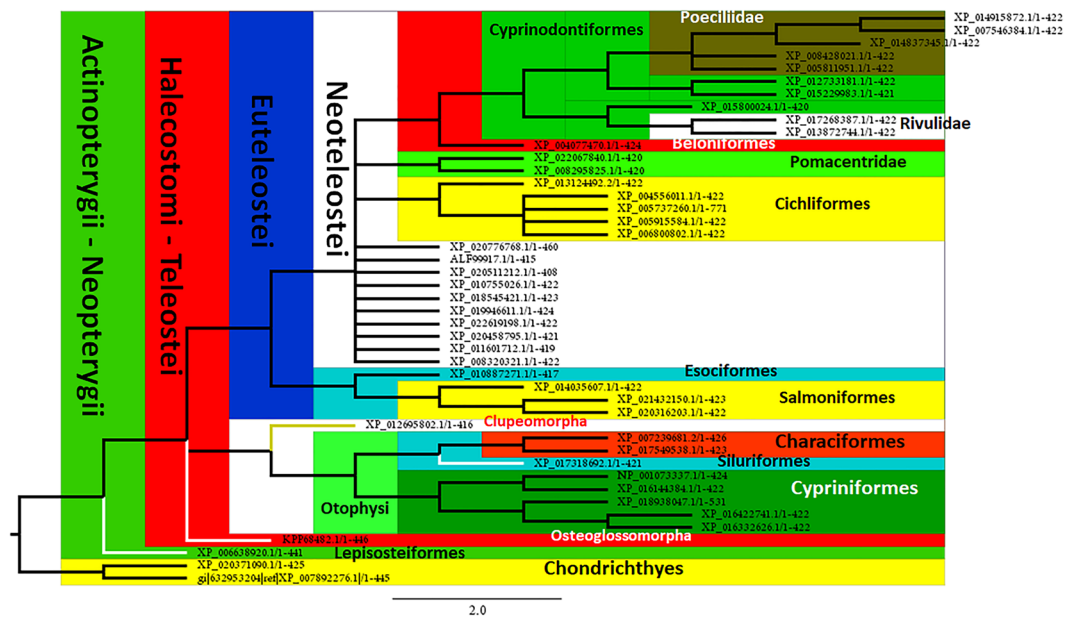 Actinopterygii - Neopterygii
Halecostomi - Teleostei
Euteleostei
Neoteleostei
Cyprinodontiformes
Poeciliidae
XP_014915872.1/1-422
XP_007546384.1/1-422
XP_014837345.1/1-422
XP_008428021.1/1-422
XP_005811951.1/1-422
XP_012733181.1/1-422
XP_015229983.1/1-421
XP_015800024.1/1-420
XP_017268387.1/1-422
Rivulidae
XP_013872744.1/1-422
XP_004077470.1/1-424
Beloniformes
XP_022067840.1/1-420
Pomacentridae
XP_008295825.1/1-420
XP_013124492.2/1-422
XP_004556011.1/1-422
Cichliformes
XP_005737260.1/1-771
XP_005915584.1/1-422
XP_006800802.1/1-422
XP_020776768.1/1-460
ALF99917.1/1-415
XP_020511212.1/1-408
XP_010755026.1/1-422
XP_018545421.1/1-423
XP_019946611.1/1-424
XP_022619198.1/1-422
XP_020458795.1/1-421
XP_011601712.1/1-419
XP_008320321.1/1-422
XP_010887271.1/1-417
Esociformes
XP_014035607.1/1-422
Salmoniformes
XP_021432150.1/1-423
XP_020316203.1/1-422
XP_012695802.1/1-416
Clupeomorpha
XP_007239681.2/1-426
Characiformes
XP_017549538.1/1-423
XP_017318692.1/1-421
Siluriformes
Otophysi
NP_001073337.1/1-424
XP_016144384.1/1-422
Cypriniformes
XP_018938047.1/1-531
XP_016422741.1/1-422
XP_016332626.1/1-422
Osteoglossomorpha
KPP68482.1/1-446
XP_006638920.1/1-441
Lepisosteiformes
XP_020371090.1/1-425
Chondrichthyes
gi|632953204|ref|XP_007892276.1|/1-445
2.0